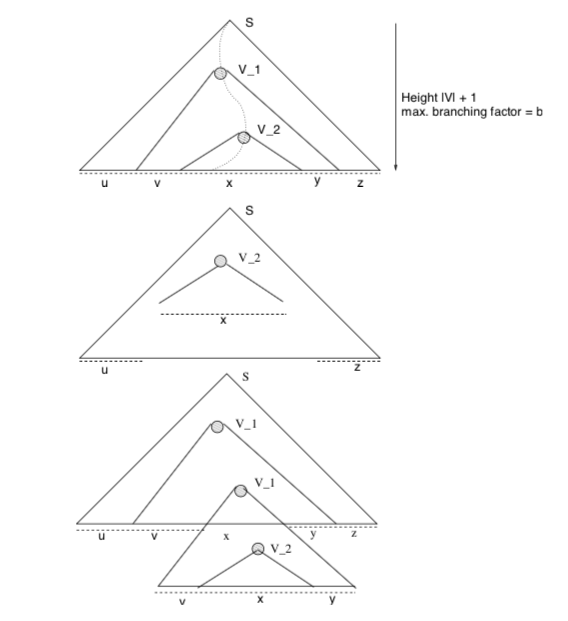 S
V_1
Height |V| + 1
max. branching factor = b
V_2
u v x y z
S
V_2
x
u z
S
V_1
V_1
u v x y z
V_2
v x y